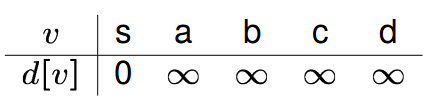 v s a b c d
d[v] 0 ∞ ∞ ∞ ∞